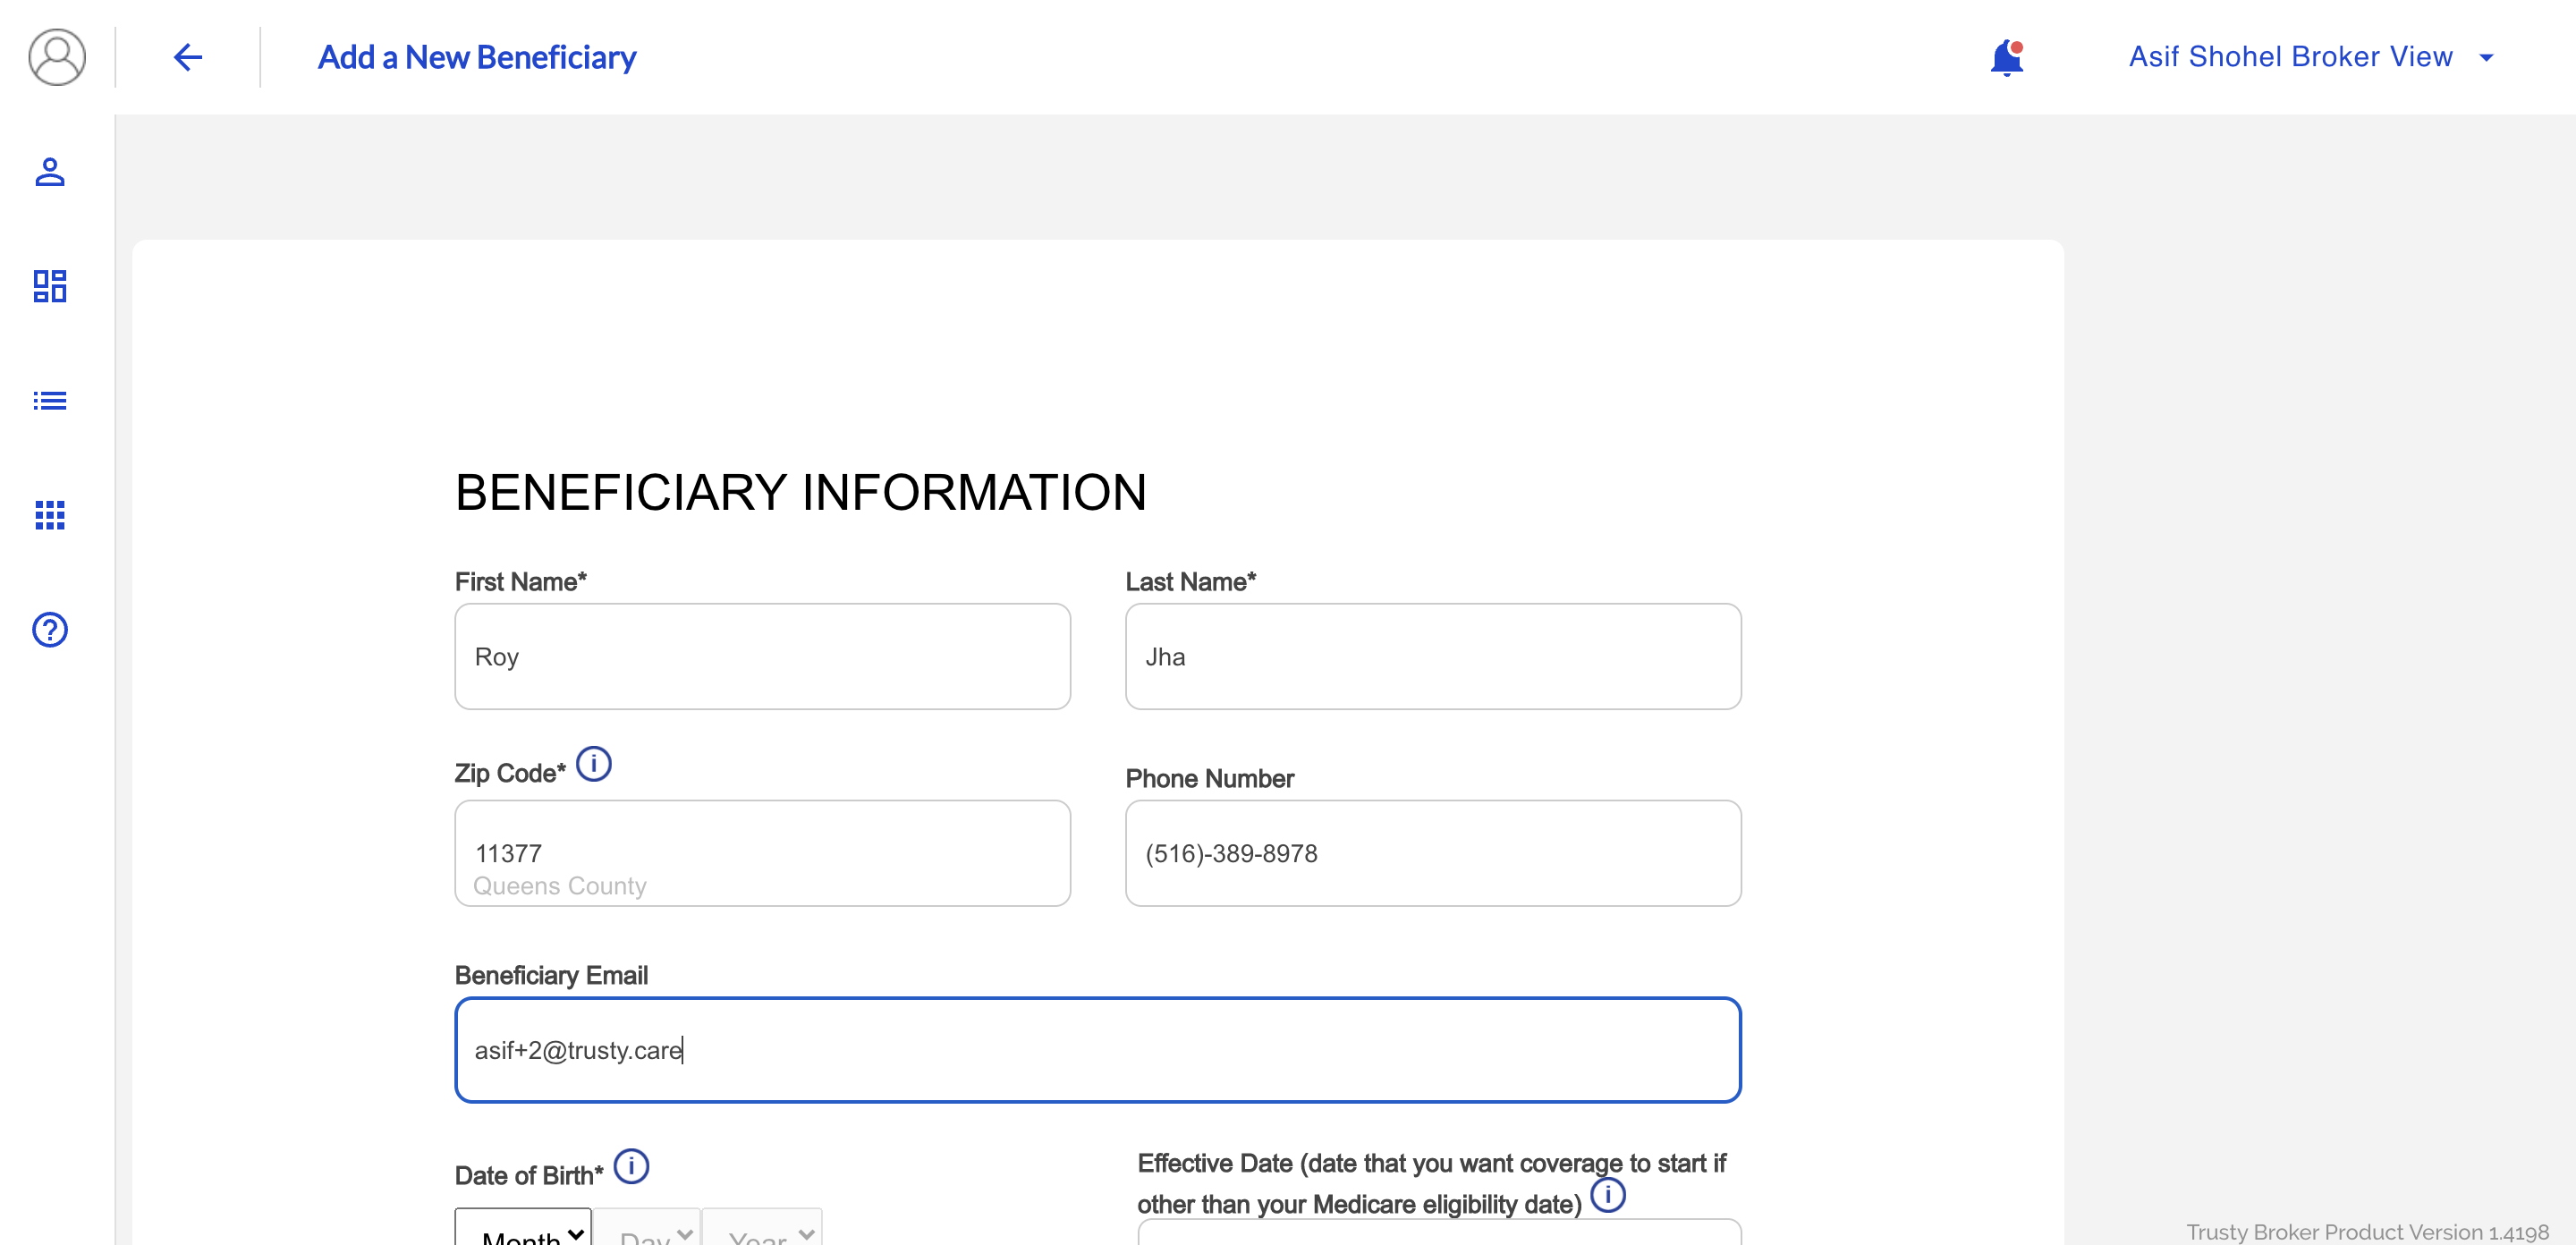 Add a New Beneficiary
Asif Shohel Broker View
BENEFICIARY INFORMATION
First Name*
Last Name*
Roy
Jha
Zip Code*
Phone Number
11377
Queens County
(516)-389-8978
Beneficiary Email
asif+2@trusty.care
Date of Birth*
Effective Date (date that you want coverage to start if
other than your Medicare eligibility date)
Month
Day
Year
Trusty Broker Product Version 1.4198